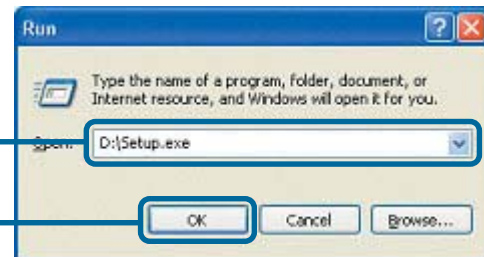 Run
Type the name of a program, folder, document, or
Internet resource, and Windows will open it for you.
Open: D:\Setup.exe
OK Cancel Browse...